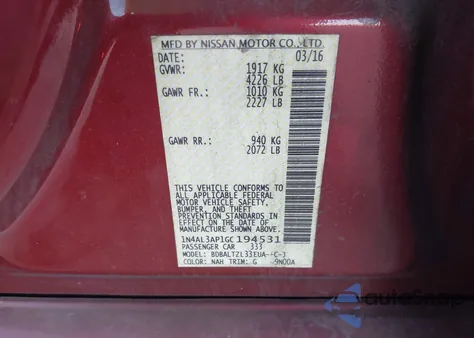 MFD BY NISSAN MOTOR CO., LTD.
DATE: 03/16
GVWR: 1917 KG
4226 LB
GAWR FR.: 1010 KG
2227 LB
GAWR RR.: 940 KG
2072 LB
THIS VEHICLE CONFORMS TO
ALL APPLICABLE FEDERAL
MOTOR VEHICLE SAFETY,
BUMPER, AND THEFT
PREVENTION STANDARDS IN
EFFECT ON THE DATE OF
MANUFACTURE SHOWN ABOVE.
1N4AL3AP1GC194531
PASSENGER CAR 333
MODEL: BDBALTZL33EUA--C-J
COLOR: NAH TRIM: G 9N00A